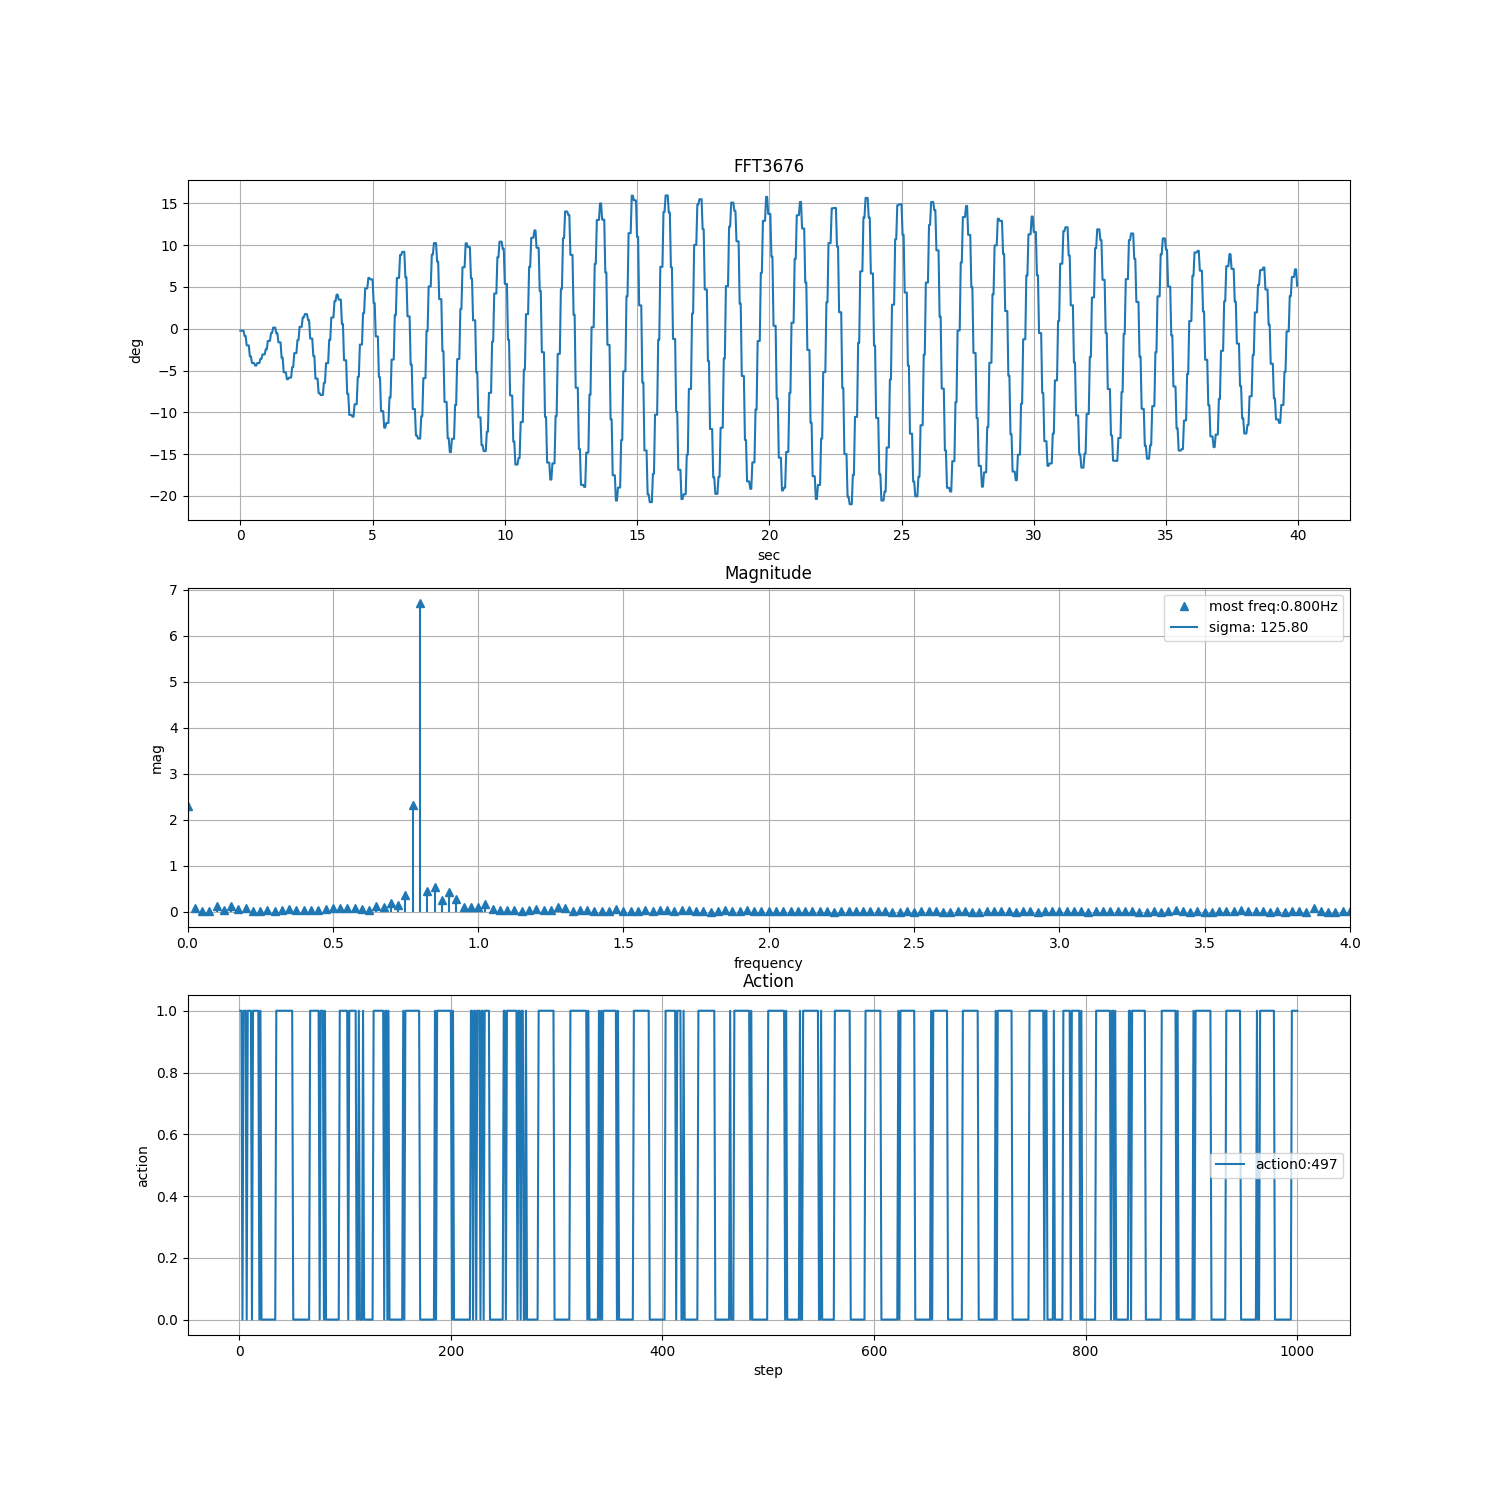 FFT3676
15
10
5
0
−5
−10
−15
−20
deg
0 5 10 15 20 25 30 35 40
sec
Magnitude
7
6
5
4
3
2
1
0
mag
most freq:0.800Hz
sigma: 125.80
0.0 0.5 1.0 1.5 2.0 2.5 3.0 3.5 4.0
frequency
Action
1.0
0.8
0.6
0.4
0.2
0.0
action
action0:497
0 200 400 600 800 1000
step